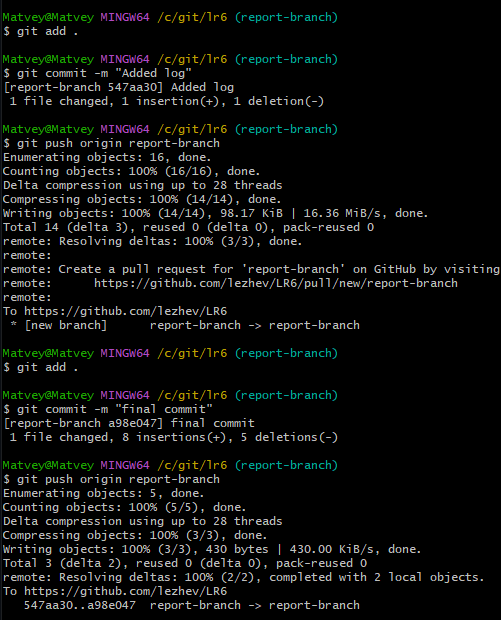 Matvey@Matvey MINGW64 /c/git/lr6 (report-branch)
$ git add .
Matvey@Matvey MINGW64 /c/git/lr6 (report-branch)
$ git commit -m "Added log"
[report-branch 547aa30] Added log
 1 file changed, 1 insertion(+), 1 deletion(-)
Matvey@Matvey MINGW64 /c/git/lr6 (report-branch)
$ git push origin report-branch
Enumerating objects: 16, done.
Counting objects: 100% (16/16), done.
Delta compression using up to 28 threads
Compressing objects: 100% (14/14), done.
Writing objects: 100% (14/14), 98.17 KiB | 16.36 MiB/s, done.
Total 14 (delta 3), reused 0 (delta 0), pack-reused 0
remote: Resolving deltas: 100% (3/3), done.
remote:
remote: Create a pull request for 'report-branch' on GitHub by visiting
remote:      https://github.com/lezhev/LR6/pull/new/report-branch
remote:
To https://github.com/lezhev/LR6
 * [new branch]      report-branch -> report-branch
Matvey@Matvey MINGW64 /c/git/lr6 (report-branch)
$ git add .
Matvey@Matvey MINGW64 /c/git/lr6 (report-branch)
$ git commit -m "final commit"
[report-branch a98e047] final commit
 1 file changed, 8 insertions(+), 5 deletions(-)
Matvey@Matvey MINGW64 /c/git/lr6 (report-branch)
$ git push origin report-branch
Enumerating objects: 5, done.
Counting objects: 100% (5/5), done.
Delta compression using up to 28 threads
Compressing objects: 100% (3/3), done.
Writing objects: 100% (3/3), 430 bytes | 430.00 KiB/s, done.
Total 3 (delta 2), reused 0 (delta 0), pack-reused 0
remote: Resolving deltas: 100% (2/2), completed with 2 local objects.
To https://github.com/lezhev/LR6
   547aa30..a98e047  report-branch -> report-branch